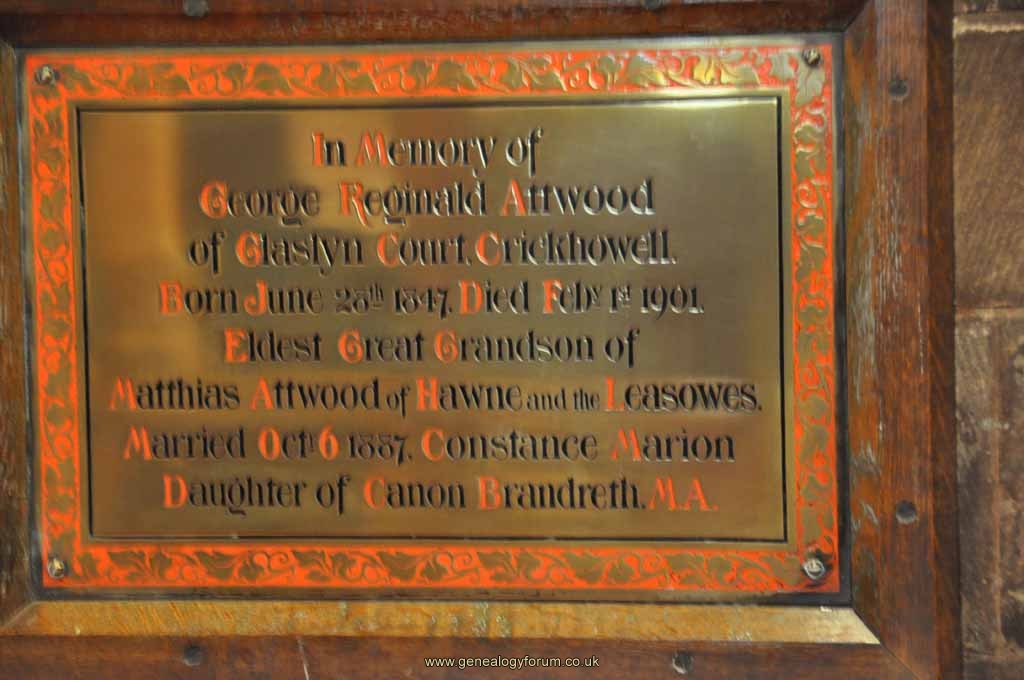 In Memory of
George Reginald Attwood
of Glaslyn Court, Crickhowell.
Born June 28th 1847, Died Feby 1st 1901.
Eldest Great Grandson of
Matthias Attwood of Hawne and the Leasowes.
Married Octr 6 1887, Constance Marion
Daughter of Canon Brandreth, M.A.
www.genealogyforum.co.uk